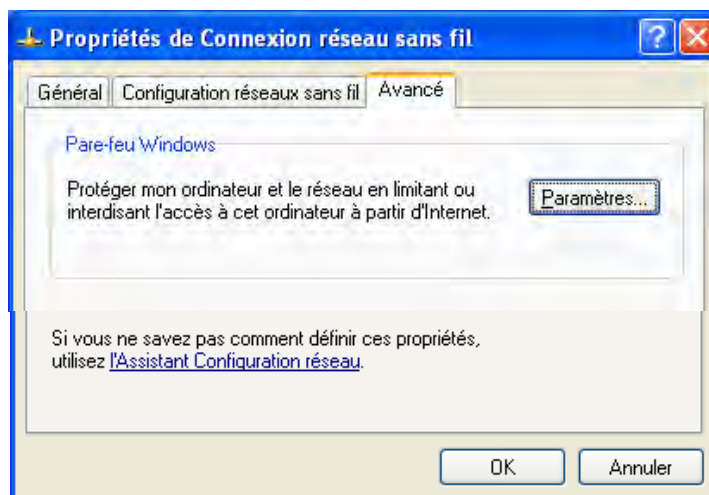 Propriétés de Connexion réseau sans fil
Général
Configuration réseaux sans fil
Avancé
Pare-feu Windows
Protéger mon ordinateur et le réseau en limitant ou
interdisant l'accès à cet ordinateur à partir d'Internet.
Paramètres...
Si vous ne savez pas comment définir ces propriétés,
utilisez l'Assistant Configuration réseau.
OK
Annuler